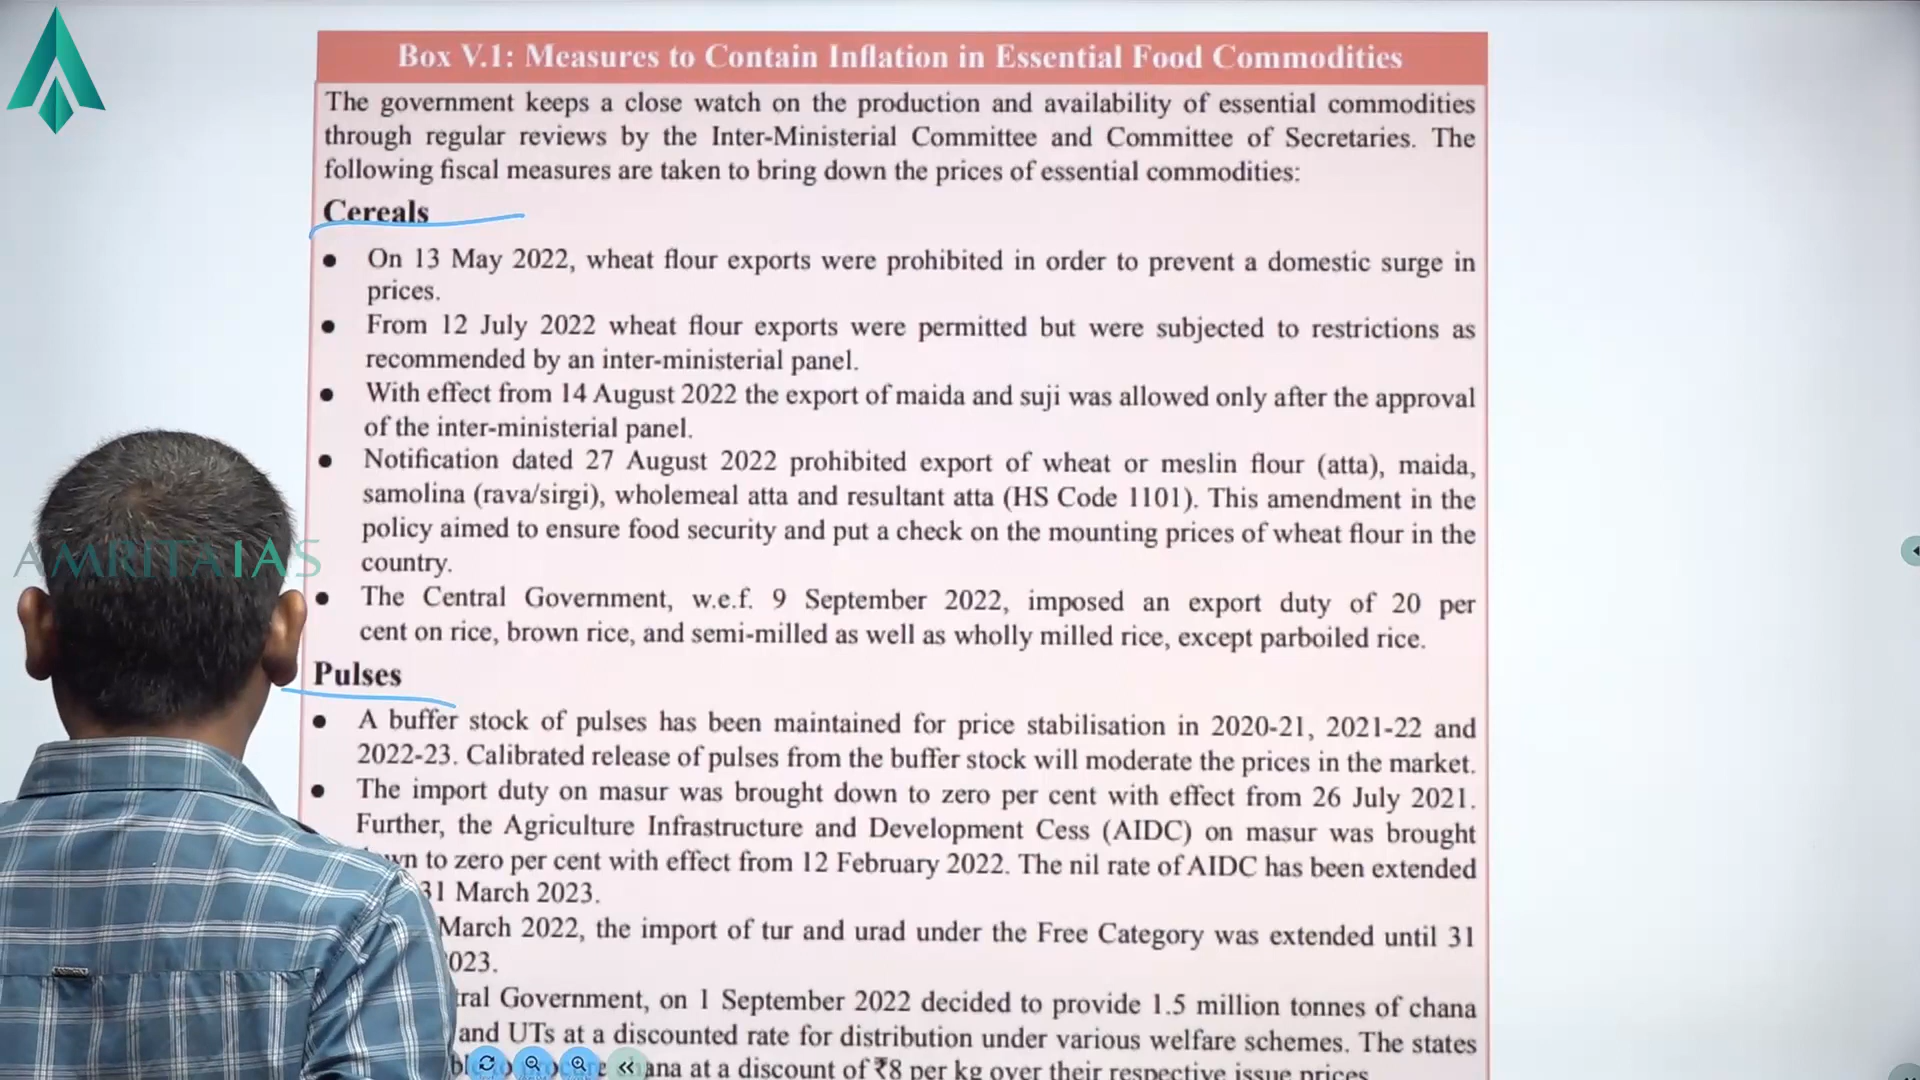 Box V.1: Measures to Contain Inflation in Essential Food Commodities
The government keeps a close watch on the production and availability of essential commodities
through regular reviews by the Inter-Ministerial Committee and Committee of Secretaries. The
following fiscal measures are taken to bring down the prices of essential commodities:
Cereals
● On 13 May 2022, wheat flour exports were prohibited in order to prevent a domestic surge in
prices.
● From 12 July 2022 wheat flour exports were permitted but were subjected to restrictions as
recommended by an inter-ministerial panel.
● With effect from 14 August 2022 the export of maida and suji was allowed only after the approval
of the inter-ministerial panel.
● Notification dated 27 August 2022 prohibited export of wheat or meslin flour (atta), maida,
samolina (rava/sirgi), wholemeal atta and resultant atta (HS Code 1101). This amendment in the
policy aimed to ensure food security and put a check on the mounting prices of wheat flour in the
country.
AMRITA IAS
● The Central Government, w.e.f. 9 September 2022, imposed an export duty of 20 per
cent on rice, brown rice, and semi-milled as well as wholly milled rice, except parboiled rice.
Pulses
● A buffer stock of pulses has been maintained for price stabilisation in 2020-21, 2021-22 and
2022-23. Calibrated release of pulses from the buffer stock will moderate the prices in the market.
● The import duty on masur was brought down to zero per cent with effect from 26 July 2021.
Further, the Agriculture Infrastructure and Development Cess (AIDC) on masur was brought
to zero per cent with effect from 12 February 2022. The nil rate of AIDC has been extended
31 March 2023.
March 2022, the import of tur and urad under the Free Category was extended until 31
023.
Government, on 1 September 2022 decided to provide 1.5 million tonnes of chana
and UTs at a discounted rate for distribution under various welfare schemes. The states
at a discount of ₹8 per kg over their respective issue prices.